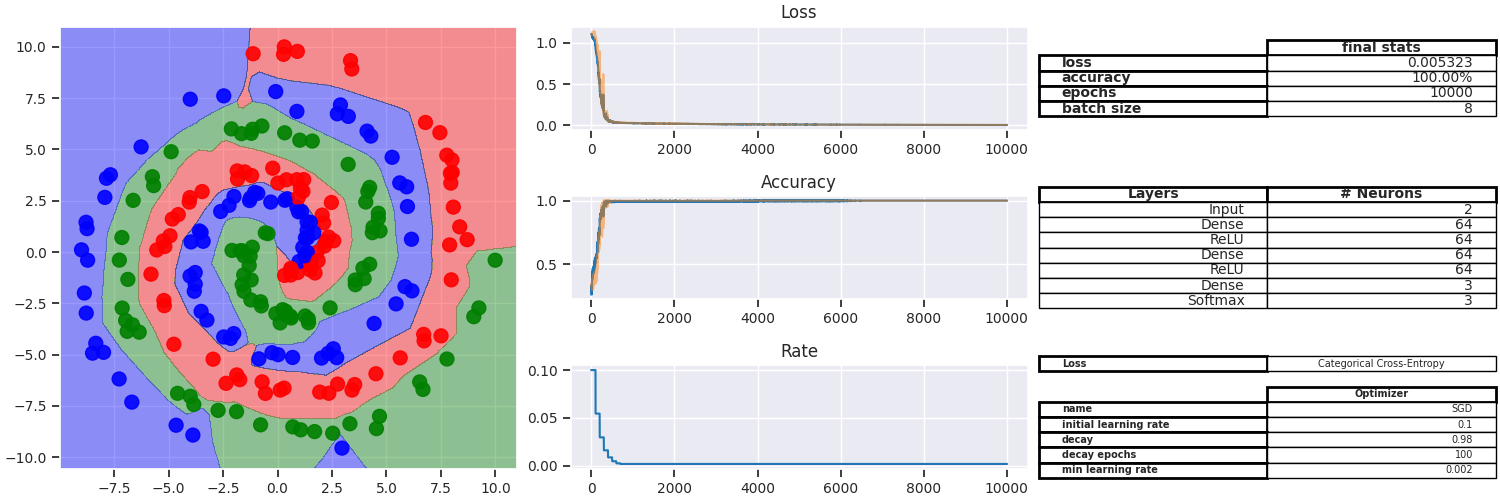 10.0
7.5
5.0
2.5
0.0
−2.5
−5.0
−7.5
−10.0
−7.5 −5.0 −2.5 0.0 2.5 5.0 7.5 10.0
Loss
1.0
0.5
0.0
0 2000 4000 6000 8000 10000
Accuracy
1.0
0.5
0 2000 4000 6000 8000 10000
Rate
0.10
0.05
0.00
0 2000 4000 6000 8000 10000
final stats
loss 0.005323
accuracy 100.00%
epochs 10000
batch size 8
Layers # Neurons
Input 2
Dense 64
ReLU 64
Dense 64
ReLU 64
Dense 3
Softmax 3
Loss Categorical Cross-Entropy
Optimizer
name SGD
initial learning rate 0.1
decay 0.98
decay epochs 100
min learning rate 0.002